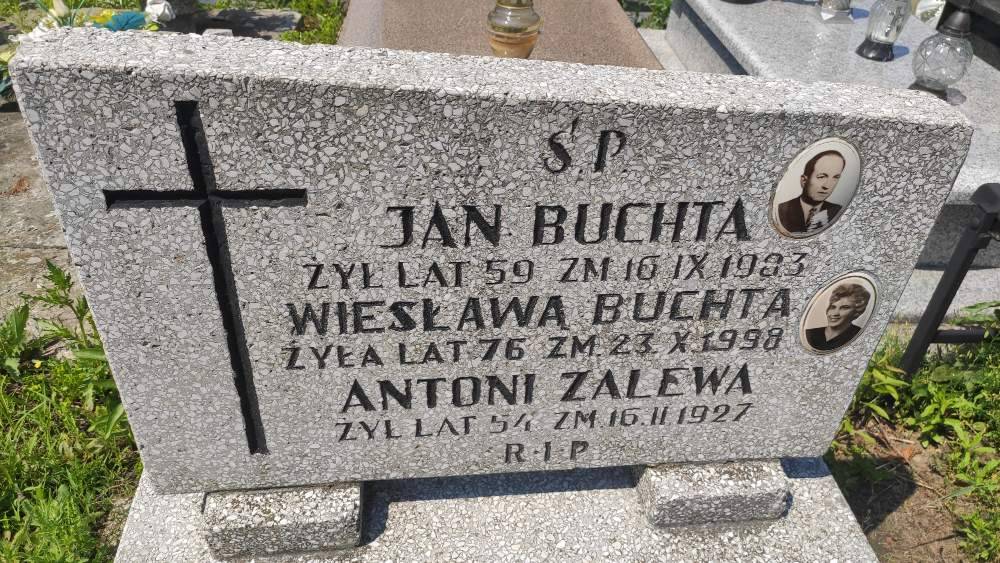 Ś.P.
JAN BUCHTA
ŻYŁ LAT 59 ZM 16 IX 1983
WIESŁAWA BUCHTA
ŻYŁA LAT 76 ZM. 23. X.1998
ANTONI ZALEWA
ŻYŁ LAT 54 ZM. 16.II 1927
R·I·P